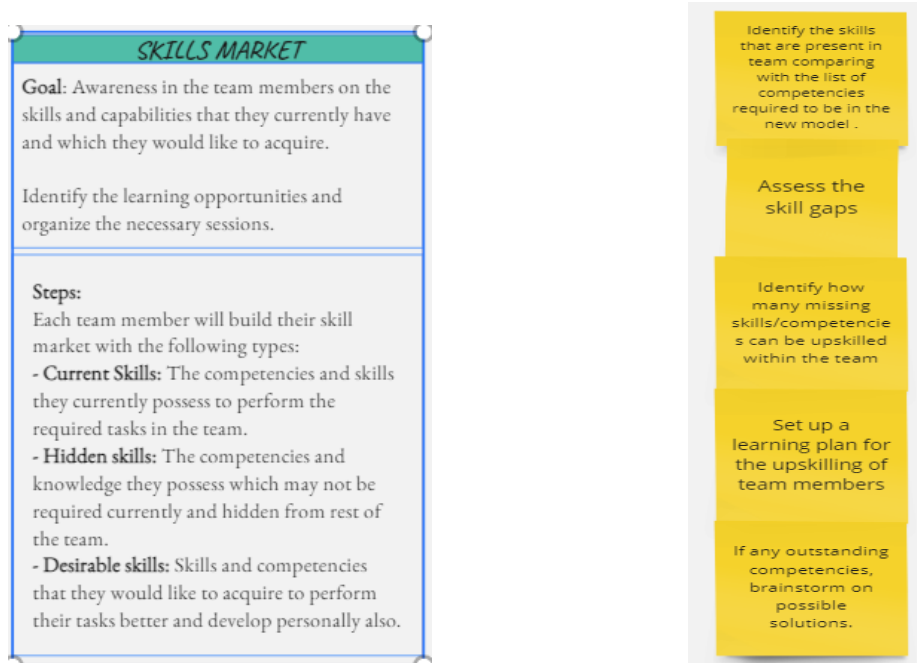 SKILLS MARKET
Goal: Awareness in the team members on the
skills and capabilities that they currently have
and which they would like to acquire.
Identify the learning opportunities and
organize the necessary sessions.
Steps:
Each team member will build their skill
market with the following types:
- Current Skills: The competencies and skills
they currently possess to perform the
required tasks in the team.
- Hidden skills: The competencies and
knowledge they possess which may not be
required currently and hidden from rest of
the team.
- Desirable skills: Skills and competencies
that they would like to acquire to perform
their tasks better and develop personally also.
Identify the skills
that are present in
team comparing
with the list of
competencies
required to be in the
new model .
Assess the
skill gaps
Identify how
many missing
skills/competencie
s can be upskilled
within the team
Set up a
learning plan for
the upskilling of
team members
If any outstanding
competencies,
brainstorm on
possible
solutions.